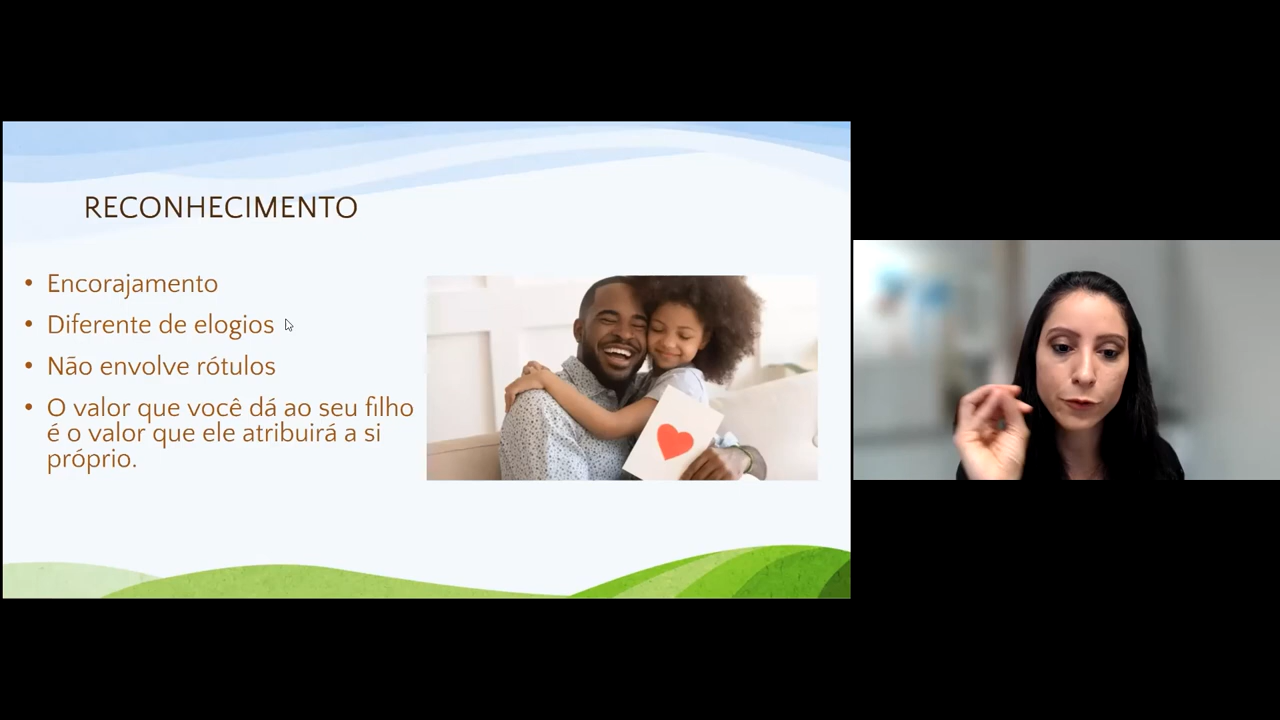 RECONHECIMENTO
• Encorajamento
• Diferente de elogios
• Não envolve rótulos
• O valor que você dá ao seu filho
é o valor que ele atribuirá a si
próprio.